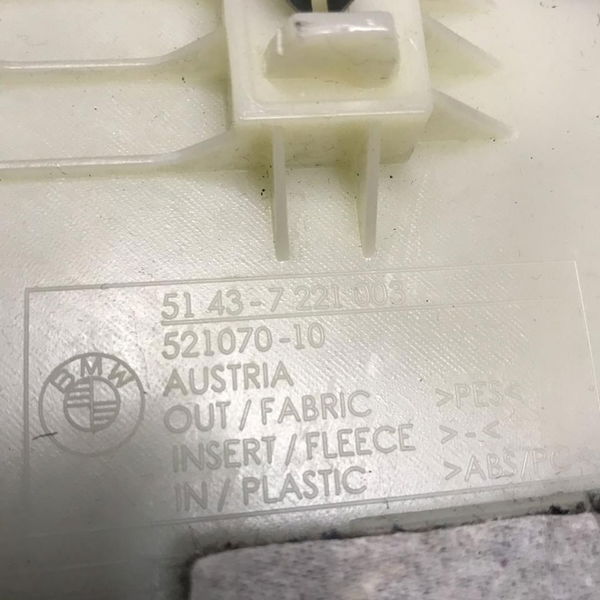 51 43-7 221 003
521070-10
BMW
AUSTRIA
OUT / FABRIC >PES<
INSERT / FLEECE >-<
IN / PLASTIC >ABS/PC